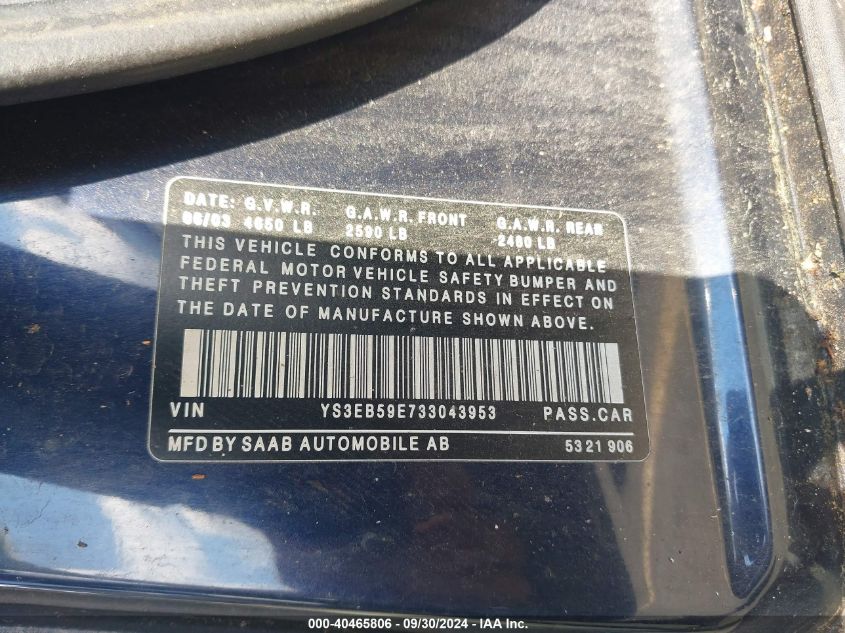 DATE: G.V.W.R. G.A.W.R. FRONT G.A.W.R. REAR
06/03 4650 LB 2590 LB 2480 LB
THIS VEHICLE CONFORMS TO ALL APPLICABLE
FEDERAL MOTOR VEHICLE SAFETY BUMPER AND
THEFT PREVENTION STANDARDS IN EFFECT ON
THE DATE OF MANUFACTURE SHOWN ABOVE.
VIN YS3EB59E733043953 PASS.CAR
MFD BY SAAB AUTOMOBILE AB 53 21 906
000-40465806 / 09/30/2024 — IAA Inc.